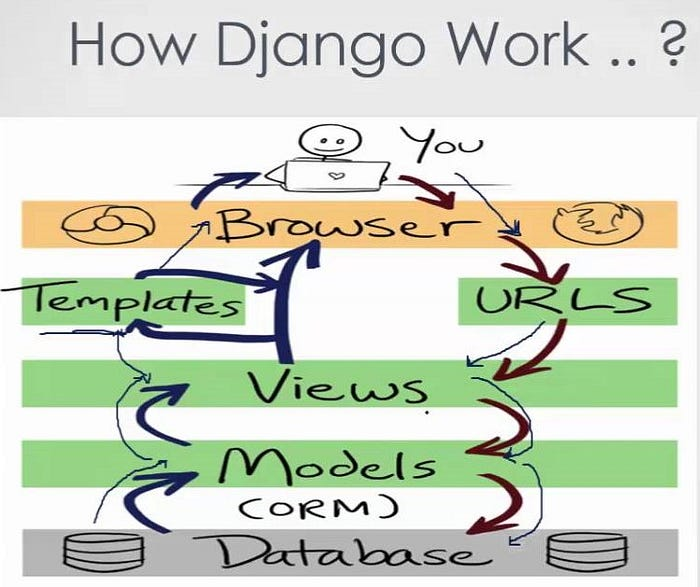 How Django Work .. ?
You
Browser
Templates
URLS
Views
Models
(ORM)
Database